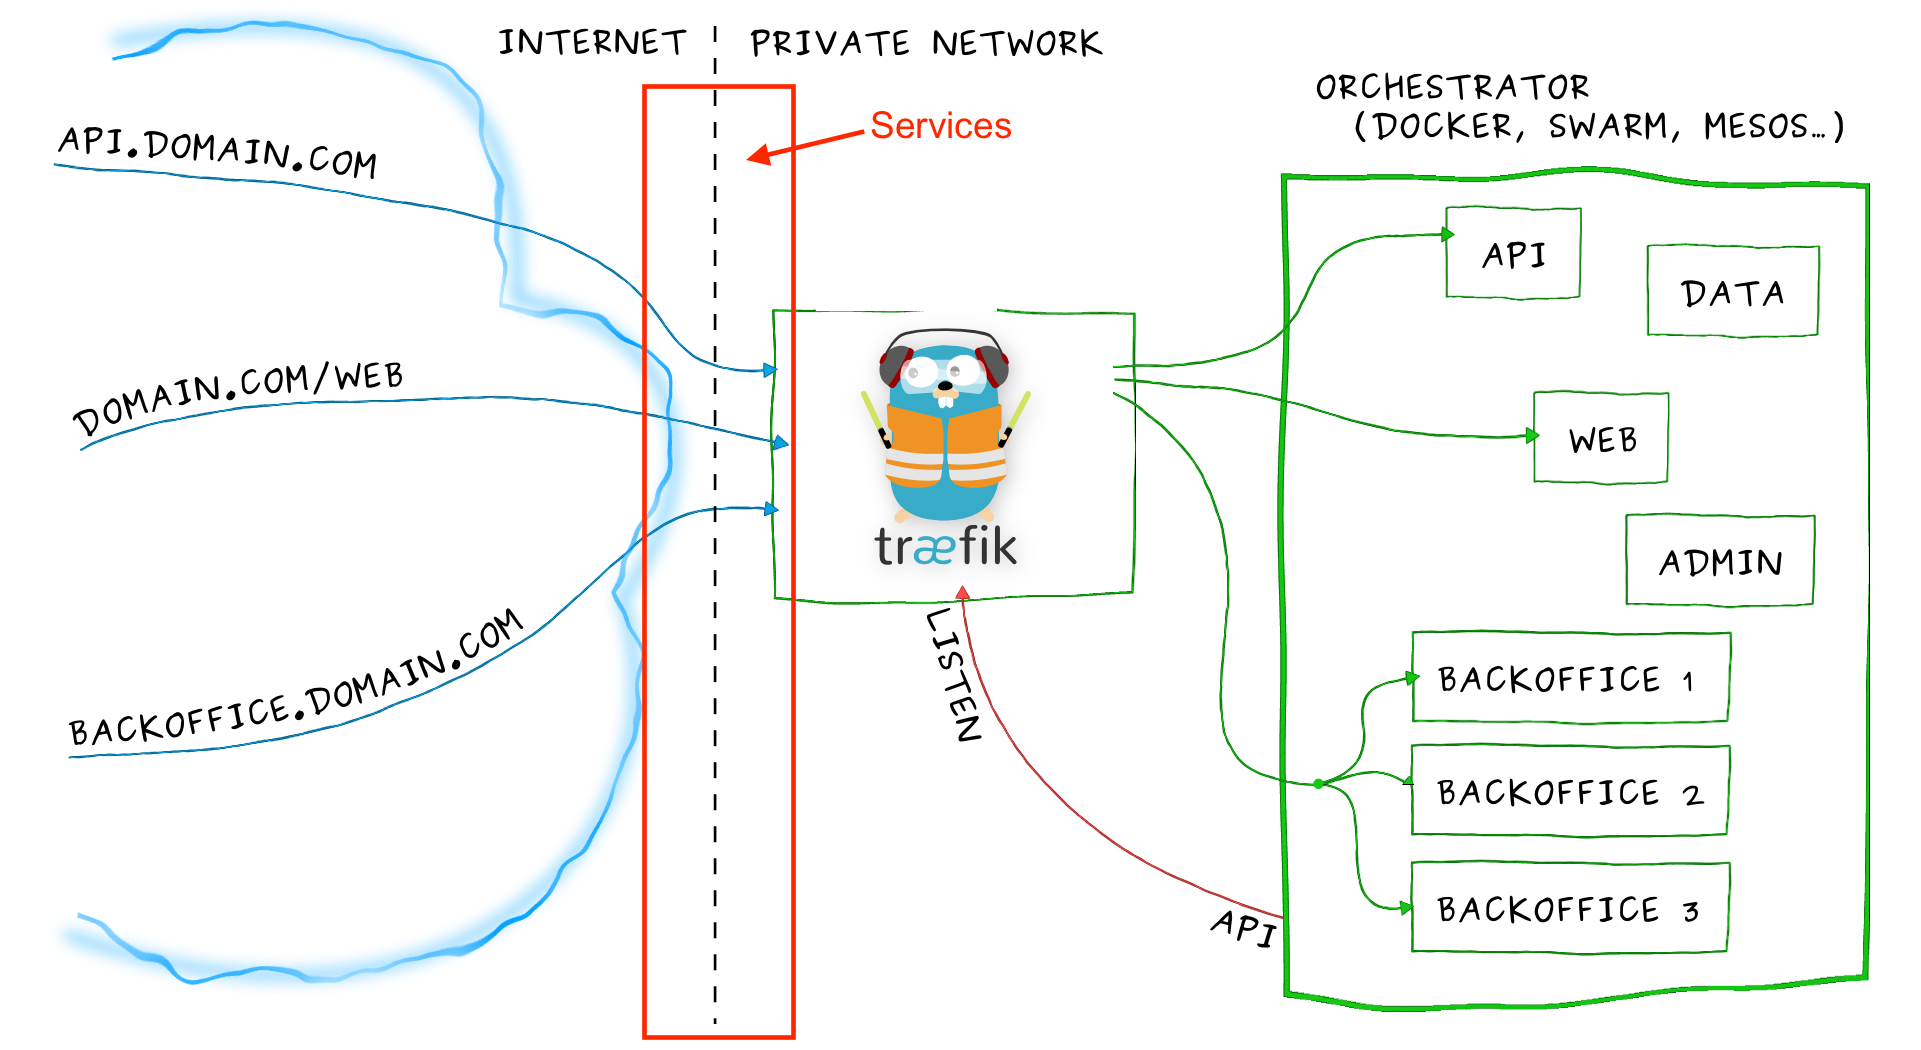 INTERNET
PRIVATE NETWORK
ORCHESTRATOR
(DOCKER, SWARM, MESOS...)
Services
API.DOMAIN.COM
DOMAIN.COM/WEB
BACKOFFICE.DOMAIN.COM
træfik
LISTEN
API
API
DATA
WEB
ADMIN
BACKOFFICE 1
BACKOFFICE 2
BACKOFFICE 3